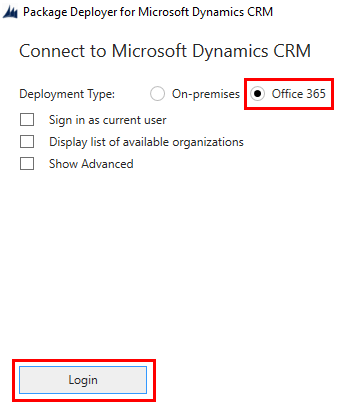 Package Deployer for Microsoft Dynamics CRM
Connect to Microsoft Dynamics CRM
Deployment Type: On-premises Office 365
Sign in as current user
Display list of available organizations
Show Advanced
Login